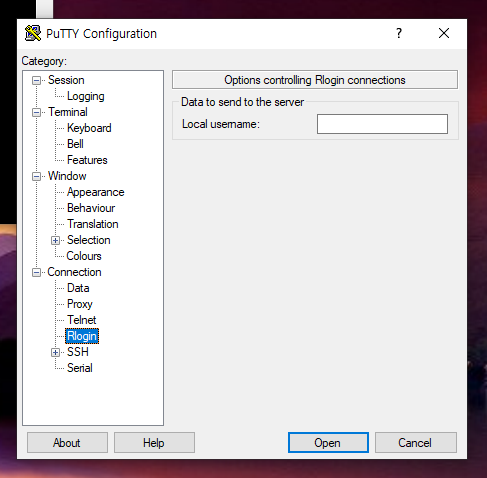 PuTTY Configuration
?
Category:
Session
Logging
Terminal
Keyboard
Bell
Features
Window
Appearance
Behaviour
Translation
Selection
Colours
Connection
Data
Proxy
Telnet
Rlogin
SSH
Serial
Options controlling Rlogin connections
Data to send to the server
Local username:
About
Help
Open
Cancel